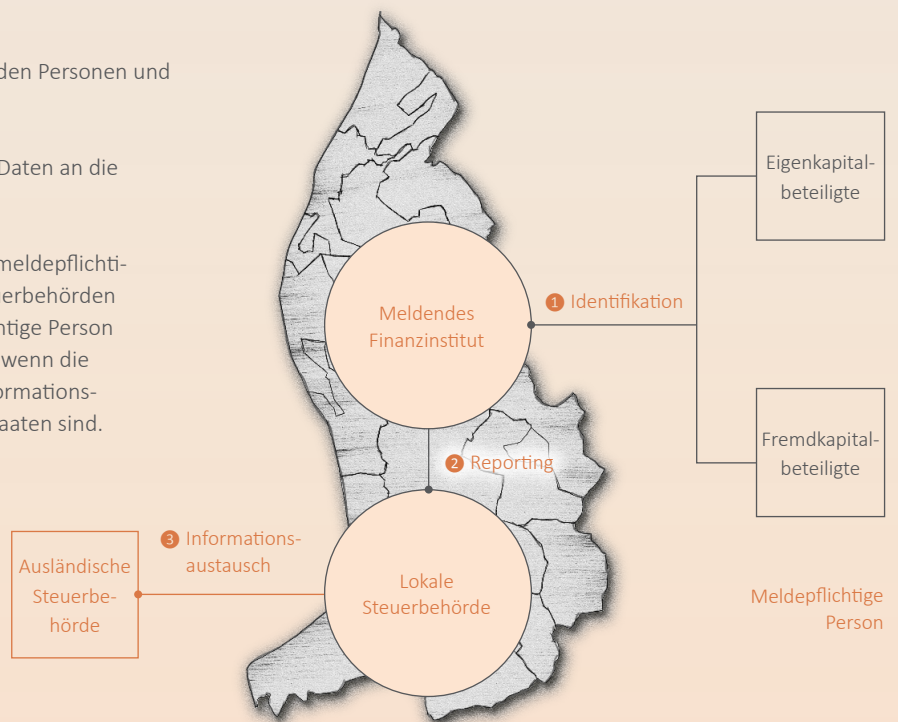 den Personen und
Daten an die
meldepflichti-
erbehörden
htige Person
wenn die
ormations-
aaten sind.
Eigenkapital-
beteiligte
Meldendes
Finanzinstitut
1 Identifikation
Fremdkapital-
beteiligte
2 Reporting
3 Informations-
austausch
Ausländische
Steuerbe-
hörde
Lokale
Steuerbehörde
Meldepflichtige
Person